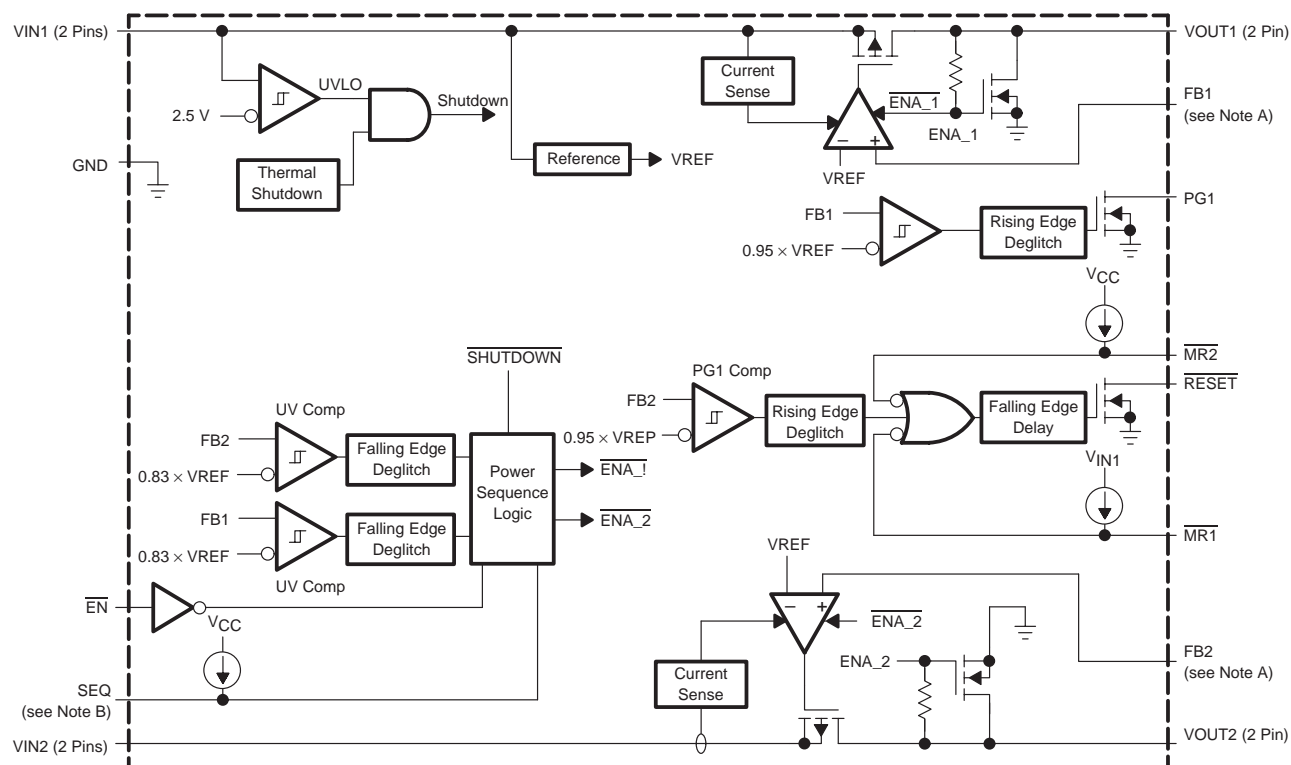 VIN1 (2 Pins)
VOUT1 (2 Pin)
UVLO
2.5 V
Shutdown
Thermal
Shutdown
GND
Reference
VREF
Current
Sense
ENA_1
ENA_1
− +
VREF
FB1
(see Note A)
FB1
0.95 × VREF
Rising Edge
Deglitch
PG1
VCC
MR2
SHUTDOWN
PG1 Comp
FB2
0.95 × VREP
Rising Edge
Deglitch
Falling Edge
Delay
RESET
VIN1
MR1
UV Comp
FB2
0.83 × VREF
Falling Edge
Deglitch
FB1
0.83 × VREF
Falling Edge
Deglitch
UV Comp
Power
Sequence
Logic
ENA_!
ENA_2
EN
VCC
SEQ
(see Note B)
VREF
− +
ENA_2
Current
Sense
ENA_2
FB2
(see Note A)
VIN2 (2 Pins)
VOUT2 (2 Pin)